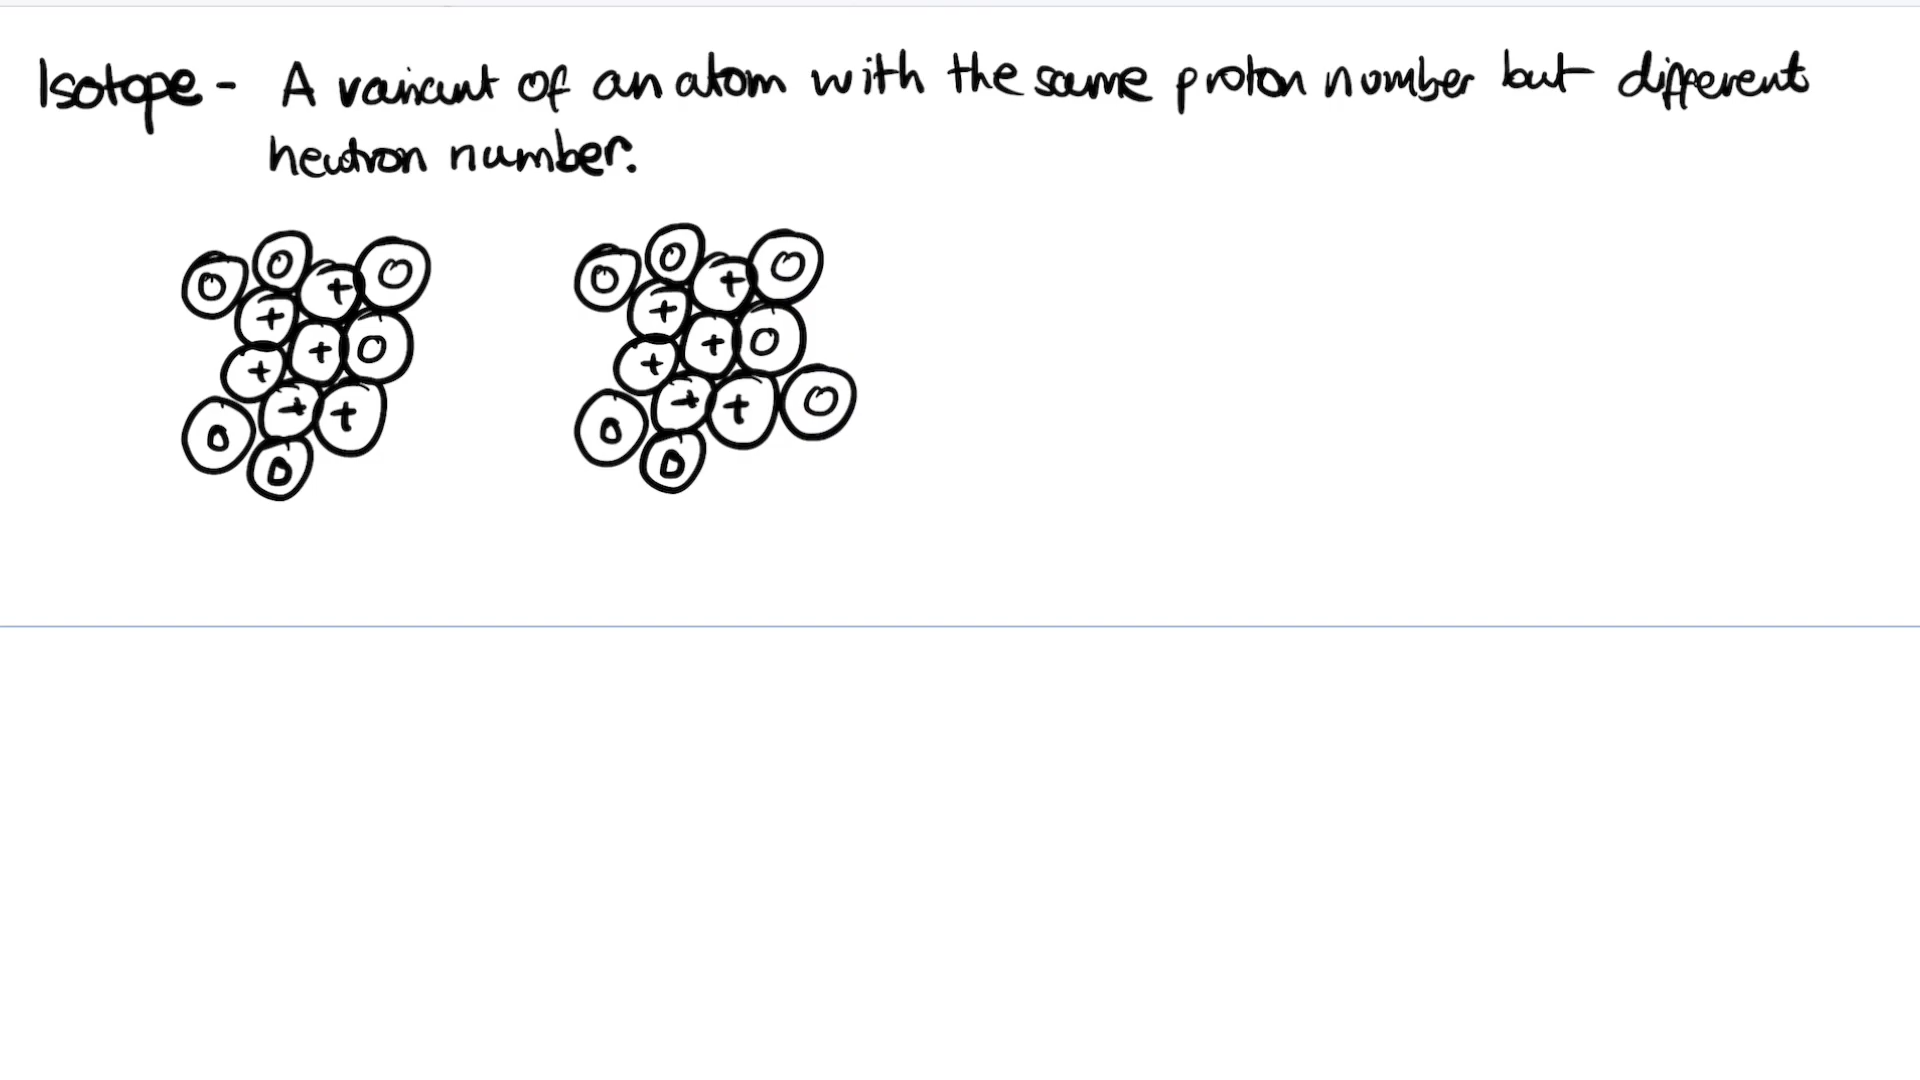 Isotope - A variant of an atom with the same proton number but different
neutron number.
O O + O
+
+ O
+
+ +
O
O
O O + O
+
+ O
+
+ + O
O
O